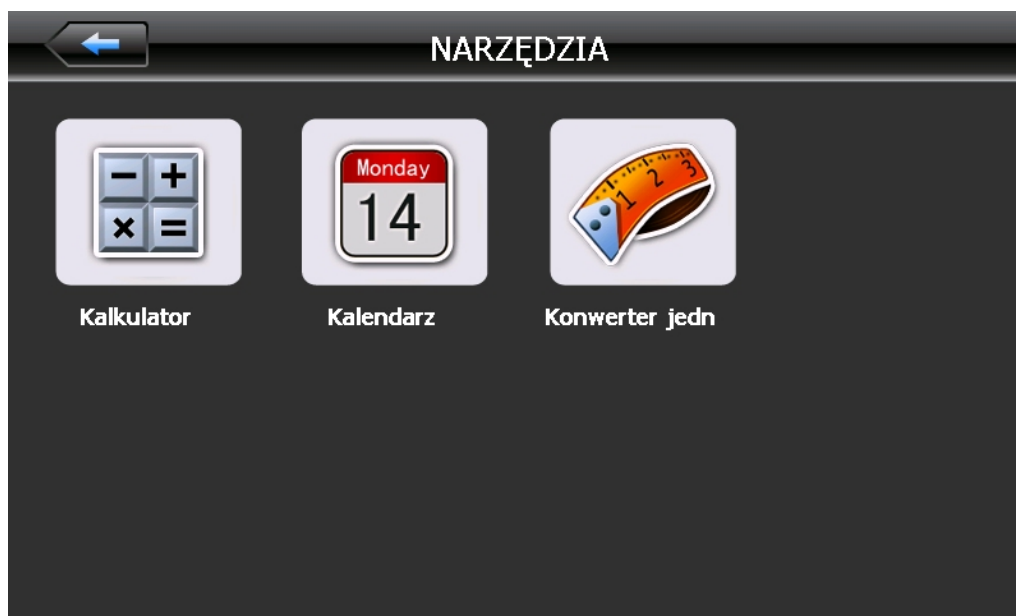 NARZĘDZIA
- +
× =
Monday
14
1 2 3
Kalkulator Kalendarz Konwerter jedn